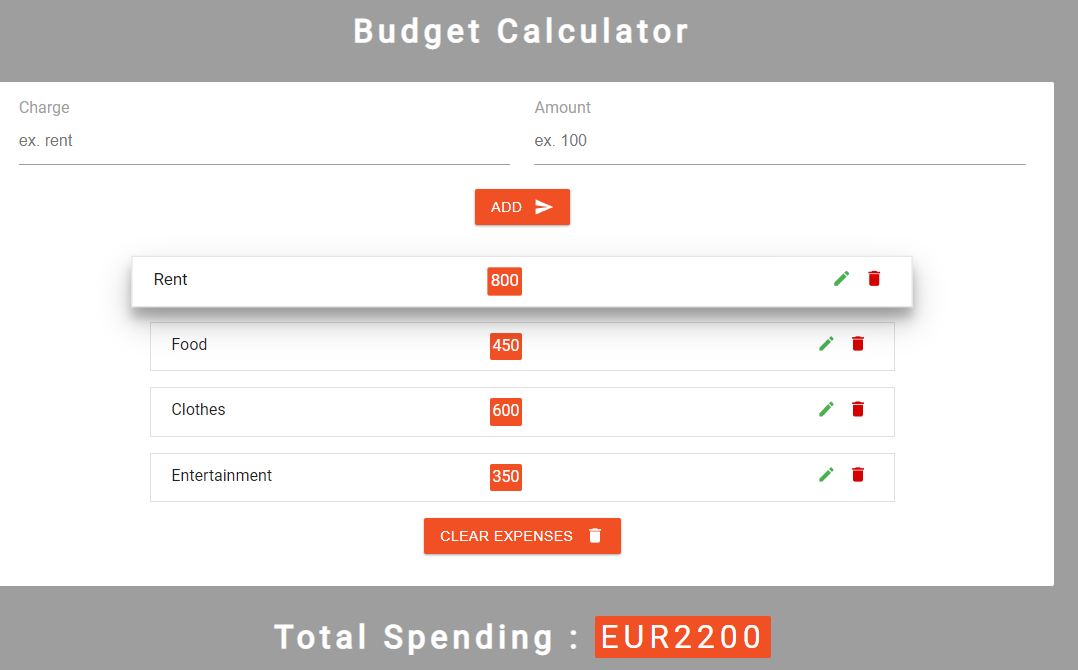 Budget Calculator
Charge Amount
ex. rent ex. 100
ADD
Rent 800
Food 450
Clothes 600
Entertainment 350
CLEAR EXPENSES
Total Spending : EUR2200